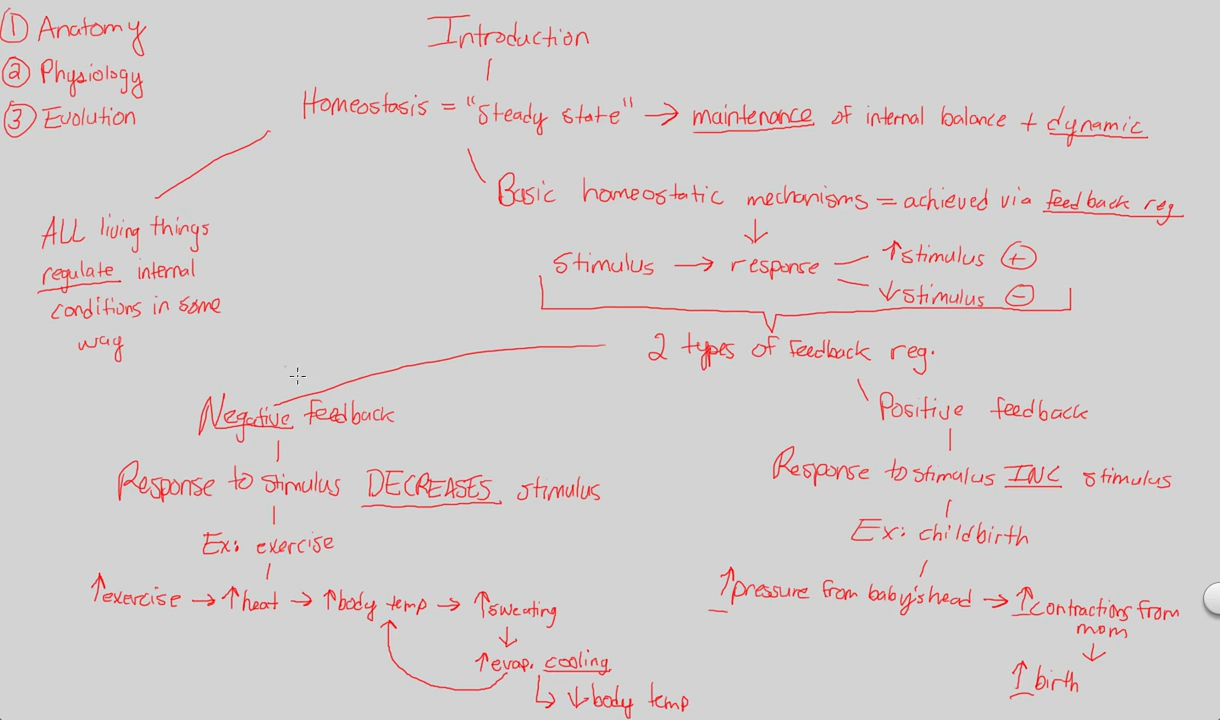 ① Anatomy
② Physiology
③ Evolution
Introduction
Homeostasis = "Steady state" → maintenance of internal balance + dynamic
Basic homeostatic mechanisms = achieved via feedback reg
ALL living things
regulate internal
conditions in some
way
Stimulus → response
↑stimulus ⊕
↓stimulus ⊖
2 types of feedback reg.
Negative feedback
Response to stimulus DECREASES stimulus
Ex: exercise
↑exercise → ↑heat → ↑body temp → ↑sweating
↓
↑evap. cooling
↳ ↓body temp
Positive feedback
Response to stimulus INC stimulus
Ex: childbirth
↑pressure from baby's head → ↑contractions from
mom
↓
↑birth